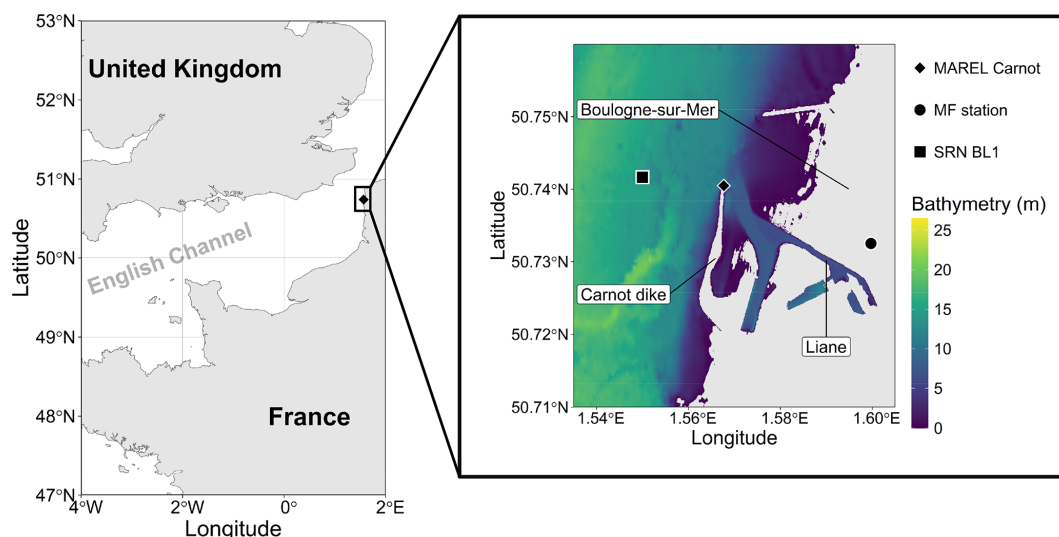 53°N
52°N
51°N
50°N
49°N
48°N
47°N
4°W
2°W
0°
2°E
Latitude
Longitude
United Kingdom
English Channel
France
50.75°N
50.74°N
50.73°N
50.72°N
50.71°N
1.54°E
1.56°E
1.58°E
1.60°E
Latitude
Longitude
Boulogne-sur-Mer
Carnot dike
Liane
MAREL Carnot
MF station
SRN BL1
Bathymetry (m)
25
20
15
10
5
0